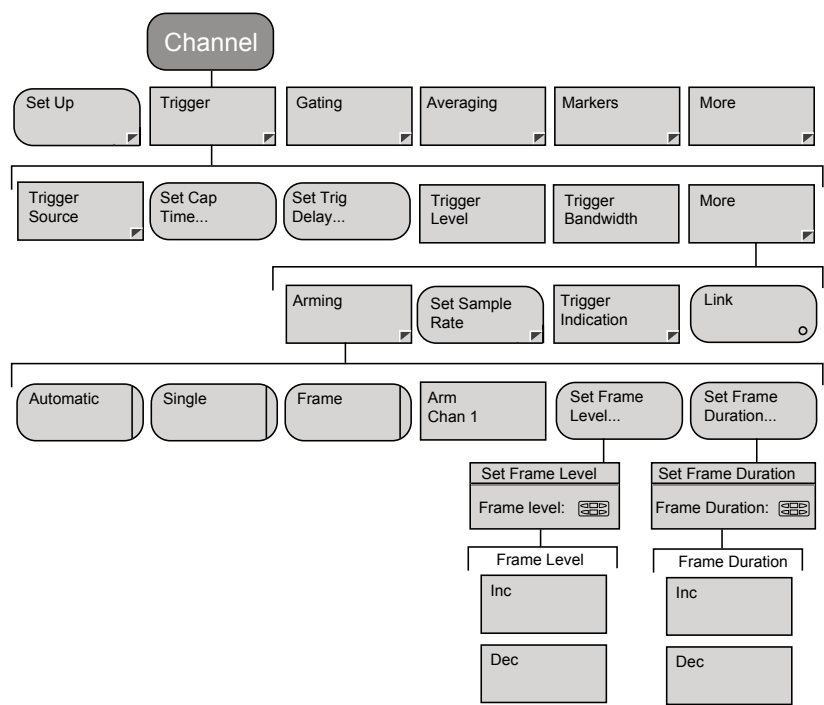 Channel
Set Up
Trigger
Gating
Averaging
Markers
More
Trigger
Source
Set Cap
Time...
Set Trig
Delay...
Trigger
Level
Trigger
Bandwidth
More
Arming
Set Sample
Rate
Trigger
Indication
Link
Automatic
Single
Frame
Arm
Chan 1
Set Frame
Level...
Set Frame
Duration...
Set Frame Level
Frame level:
Set Frame Duration
Frame Duration:
Frame Level
Inc
Dec
Frame Duration
Inc
Dec